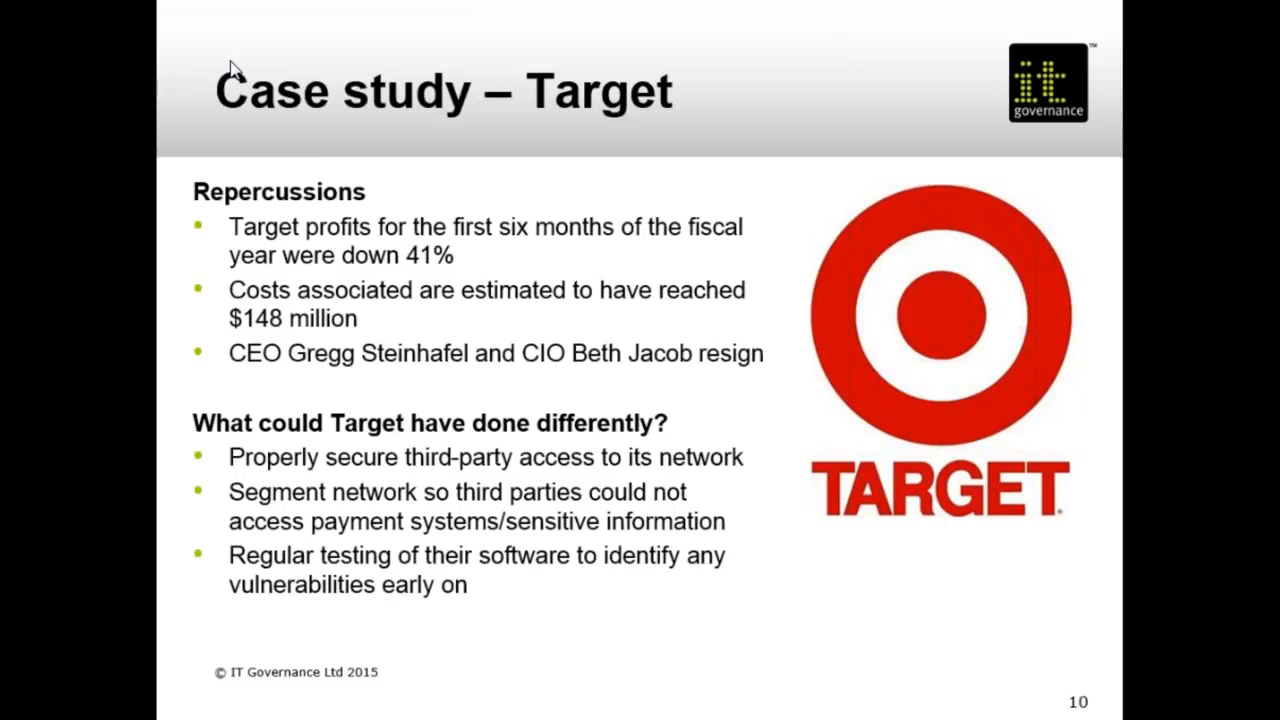 Case study – Target
it
governance
™
Repercussions
• Target profits for the first six months of the fiscal
year were down 41%
• Costs associated are estimated to have reached
$148 million
• CEO Gregg Steinhafel and CIO Beth Jacob resign
What could Target have done differently?
• Properly secure third-party access to its network
• Segment network so third parties could not
access payment systems/sensitive information
• Regular testing of their software to identify any
vulnerabilities early on
TARGET.
© IT Governance Ltd 2015
10